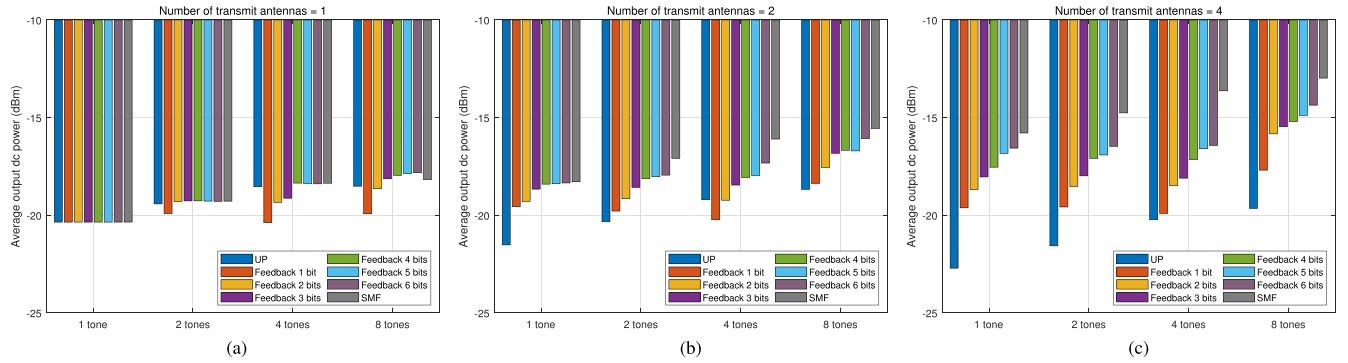 Number of transmit antennas = 1
Average output dc power (dBm)
-10
-15
-20
-25
1 tone
2 tones
4 tones
8 tones
UP
Feedback 1 bit
Feedback 2 bits
Feedback 3 bits
Feedback 4 bits
Feedback 5 bits
Feedback 6 bits
SMF
(a)
Number of transmit antennas = 2
Average output dc power (dBm)
-10
-15
-20
-25
1 tone
2 tones
4 tones
8 tones
UP
Feedback 1 bit
Feedback 2 bits
Feedback 3 bits
Feedback 4 bits
Feedback 5 bits
Feedback 6 bits
SMF
(b)
Number of transmit antennas = 4
Average output dc power (dBm)
-10
-15
-20
-25
1 tone
2 tones
4 tones
8 tones
UP
Feedback 1 bit
Feedback 2 bits
Feedback 3 bits
Feedback 4 bits
Feedback 5 bits
Feedback 6 bits
SMF
(c)